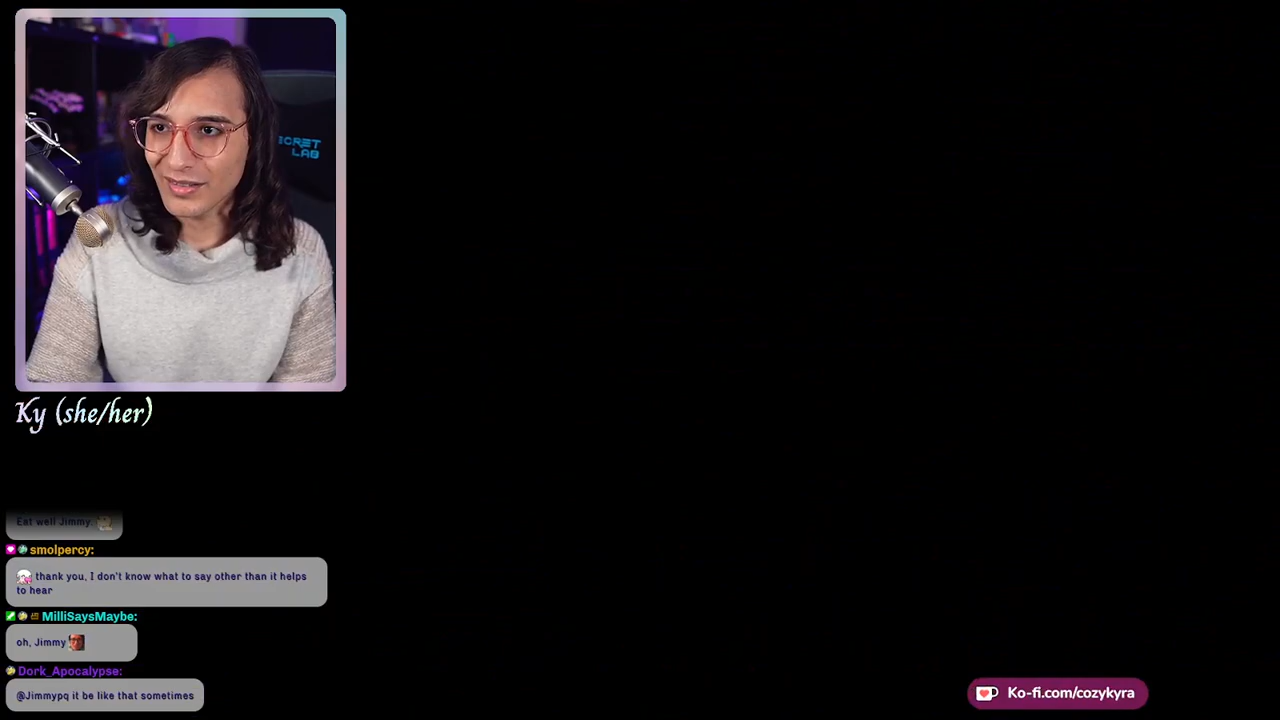 SECRET
LAB
Ky (she/her)
Eat well Jimmy.
smolpercy:
thank you, I don't know what to say other than it helps
to hear
MilliSaysMaybe:
oh, Jimmy
Dork_Apocalypse:
@Jimmypq it be like that sometimes
Ko-fi.com/cozykyra